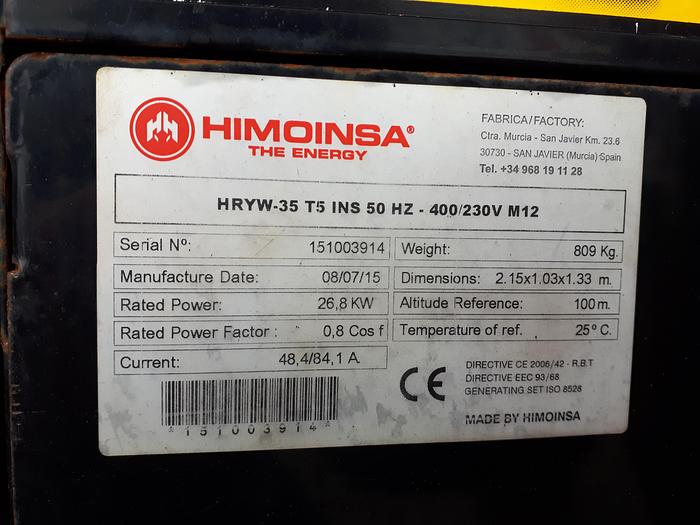 HIMOINSA®
THE ENERGY
FABRICA/FACTORY:
Ctra. Murcia - San Javier Km. 23.6
30730 - SAN JAVIER (Murcia) Spain
Tel. +34 968 19 11 28
HRYW-35 T5 INS 50 HZ - 400/230V M12
Serial Nº: 151003914
Manufacture Date: 08/07/15
Rated Power: 26,8 KW
Rated Power Factor : 0,8 Cos f
Current: 48,4/84,1 A
Weight: 809 Kg.
Dimensions: 2.15x1.03x1.33 m.
Altitude Reference: 100 m.
Temperature of ref. 25º C.
*151003914*
CE
DIRECTIVE CE 2006/42 - R.B.T
DIRECTIVE EEC 93/68
GENERATING SET ISO 8528
MADE BY HIMOINSA